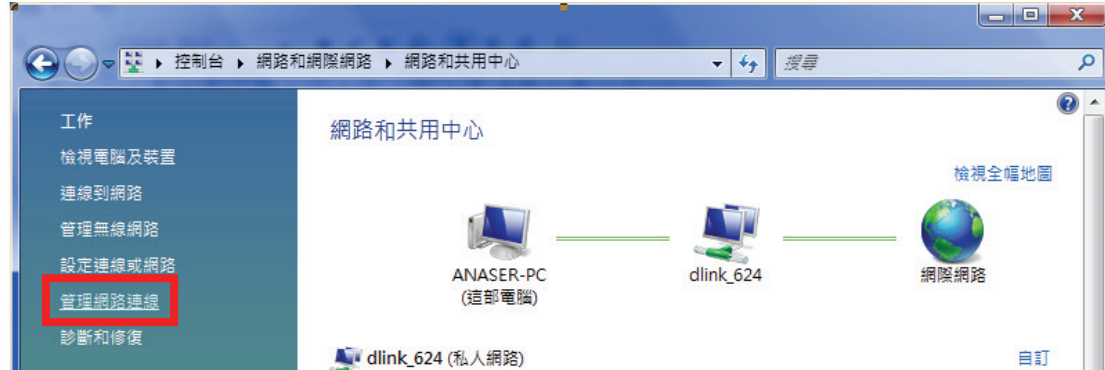 控制台 ▸ 網路和網際網路 ▸ 網路和共用中心
搜尋
工作
檢視電腦及裝置
連線到網路
管理無線網路
設定連線或網路
管理網路連線
診斷和修復
網路和共用中心
檢視全幅地圖
ANASER-PC
(這部電腦)
dlink_624
網際網路
dlink_624 (私人網路)
自訂